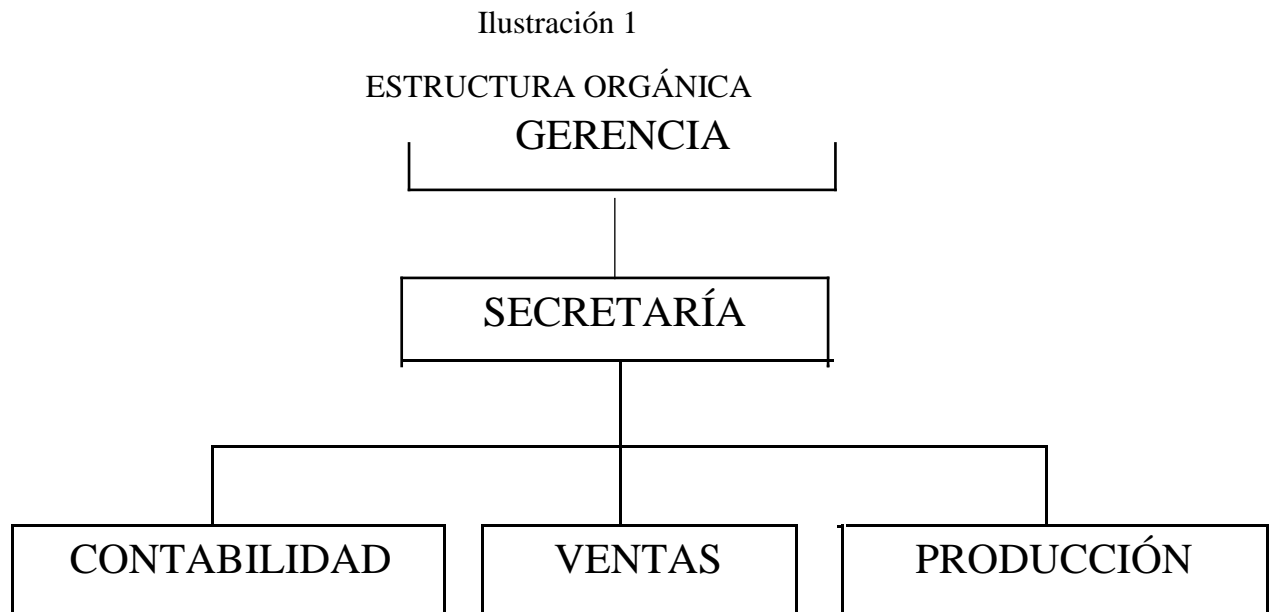 Ilustración 1
ESTRUCTURA ORGÁNICA
GERENCIA
SECRETARÍA
CONTABILIDAD VENTAS PRODUCCIÓN